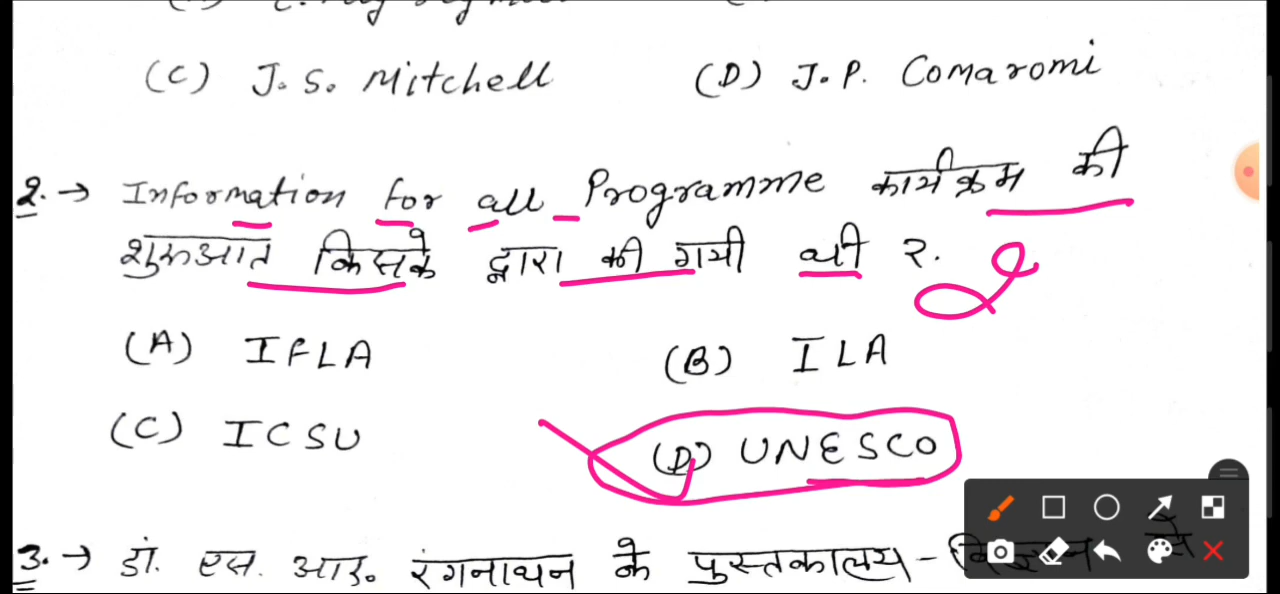 (C) J. S. Mitchell (D) J. P. Comaromi
2. → Information for all Programme कार्यक्रम की
शुरुआत किसके द्वारा की गयी थी ?.
(A) IFLA (B) ILA
(C) ICSU (D) UNESCO
3. → डॉ. एस. आर. रंगनाथन के पुस्तकालय -